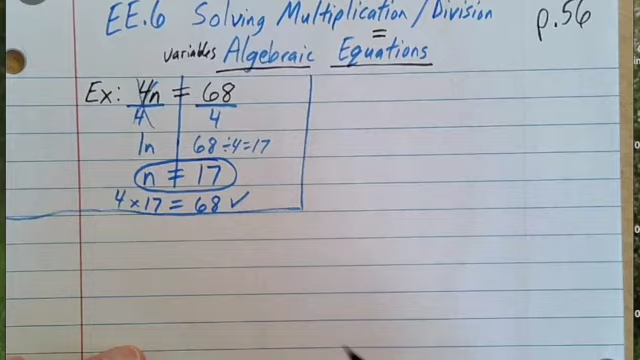 EE.6 Solving Multiplication/Division p.56
=
variables Algebraic Equations
Ex: 4n = 68
4 4
1n 68÷4=17
n = 17
4 × 17 = 68 ✓